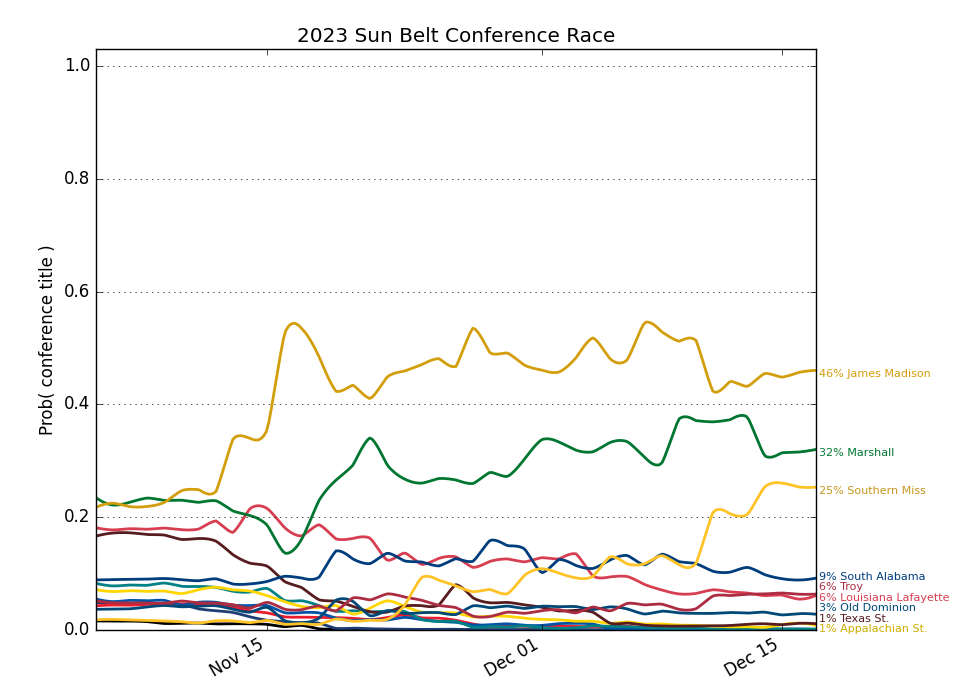 2023 Sun Belt Conference Race
Prob( conference title )
1.0
0.8
0.6
0.4
0.2
0.0
Nov 15
Dec 01
Dec 15
46% James Madison
32% Marshall
25% Southern Miss
9% South Alabama
6% Troy
6% Louisiana Lafayette
3% Old Dominion
1% Texas St.
1% Appalachian St.